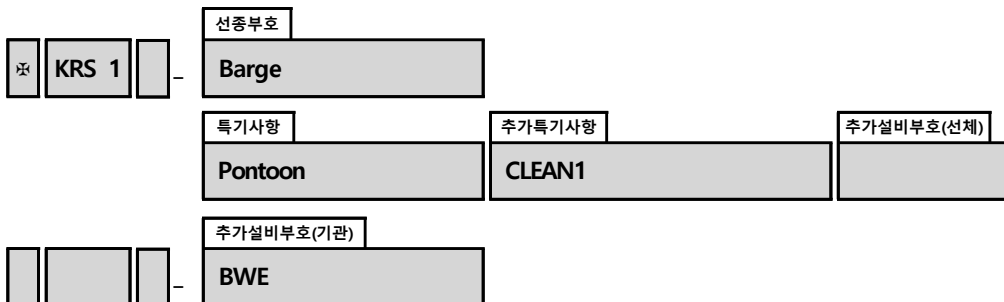 선종부호
✠ KRS 1 – Barge
특기사항 추가특기사항 추가설비부호(선체)
Pontoon CLEAN1
추가설비부호(기관)
– BWE